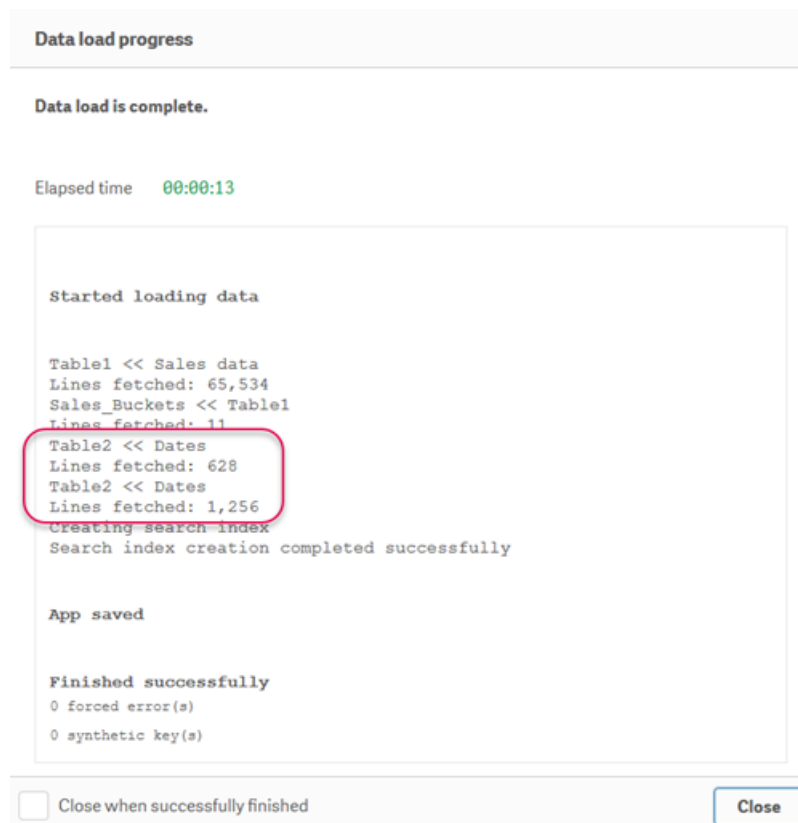 Data load progress
Data load is complete.
Elapsed time 00:00:13
Started loading data
Table1 << Sales data
Lines fetched: 65,534
Sales_Buckets << Table1
Lines fetched: 11
Table2 << Dates
Lines fetched: 628
Table2 << Dates
Lines fetched: 1,256
Creating search index
Search index creation completed successfully
App saved
Finished successfully
0 forced error(s)
0 synthetic key(s)
Close when successfully finished
Close